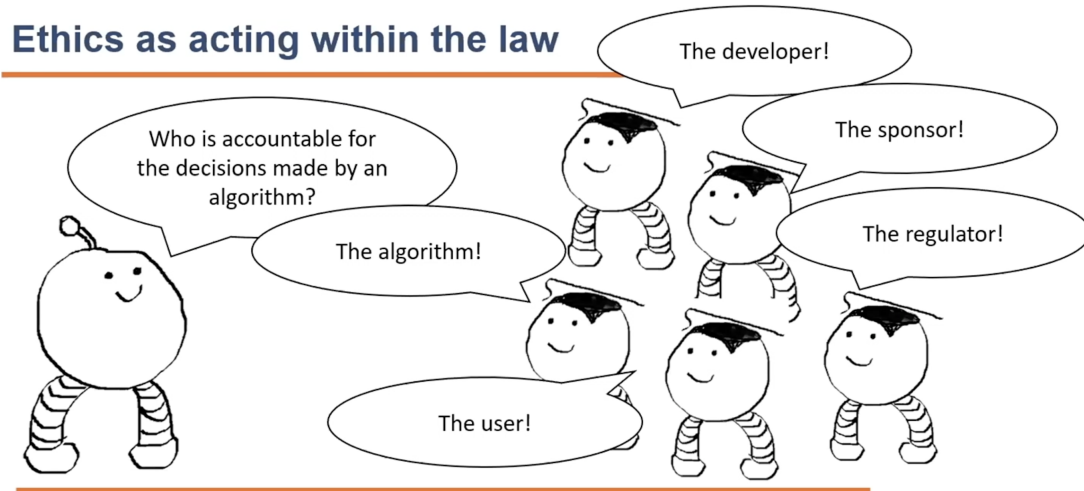 Ethics as acting within the law
Who is accountable for
the decisions made by an
algorithm?
The developer!
The sponsor!
The regulator!
The algorithm!
The user!